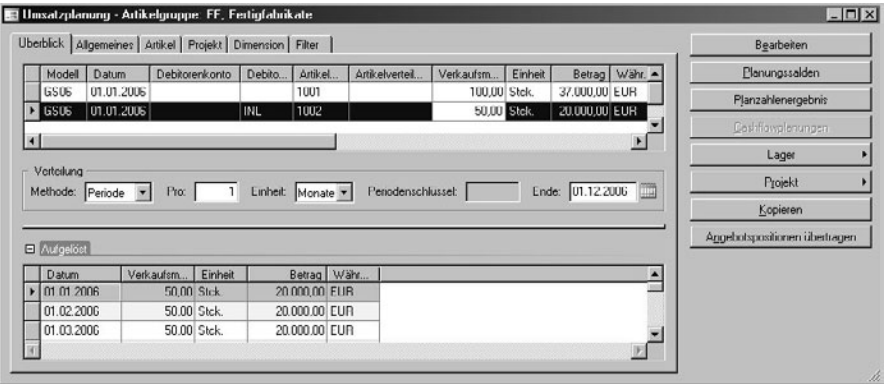 Umsatzplanung - Artikelgruppe: FF, Fertigfabrikate
Überblick Allgemeines Artikel Projekt Dimension Filter
Modell Datum Debitorenkonto Debito... Artikel... Artikelverteil... Verkaufsm... Einheit Betrag Währ.
GS06 01.01.2006 1001 100,00 Stck. 37.000,00 EUR
GS06 01.01.2006 INL 1002 50,00 Stck. 20.000,00 EUR
Verteilung
Methode: Periode Pro: 1 Einheit: Monate Periodenschlüssel: Ende: 01.12.2006
Aufgelöst
Datum Verkaufsm... Einheit Betrag Währ...
01.01.2006 50,00 Stck. 20.000,00 EUR
01.02.2006 50,00 Stck. 20.000,00 EUR
01.03.2006 50,00 Stck. 20.000,00 EUR
Bearbeiten
Planungssalden
Planzahlenergebnis
Cashflowplanungen
Lager
Projekt
Kopieren
Angebotspositionen übertragen